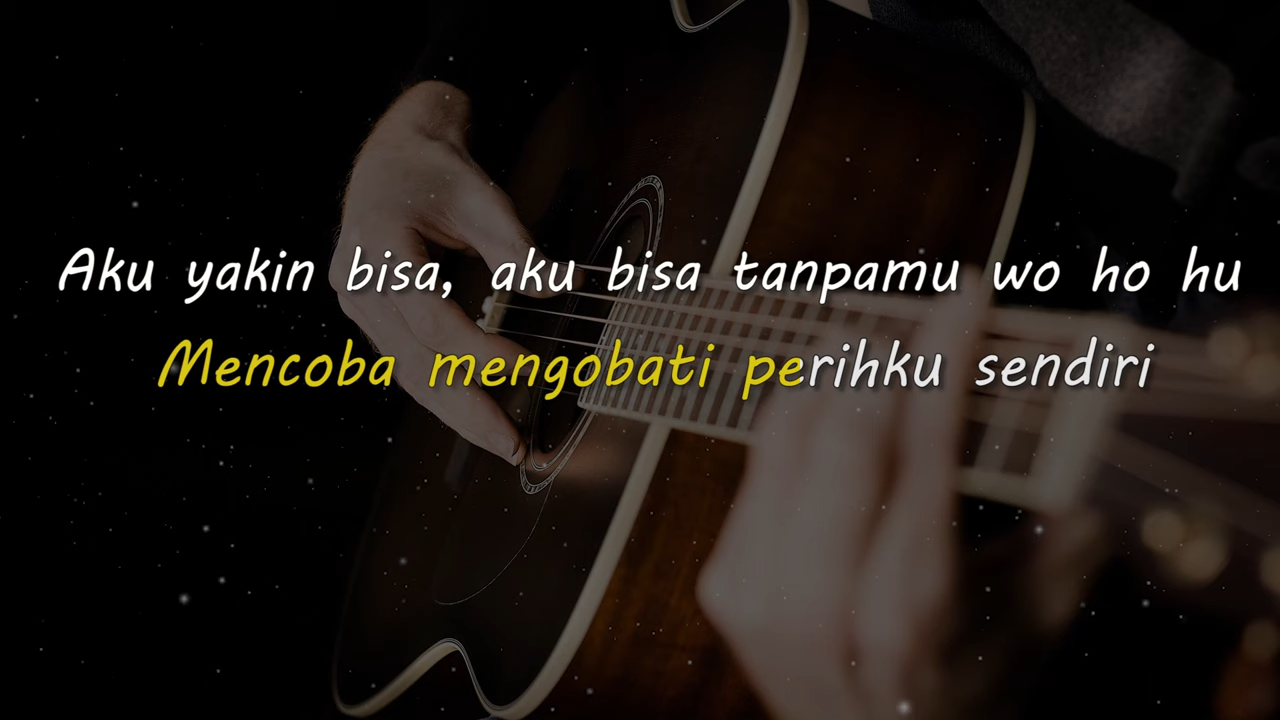 Aku yakin bisa, aku bisa tanpamu wo ho hu
Mencoba mengobati perihku sendiri